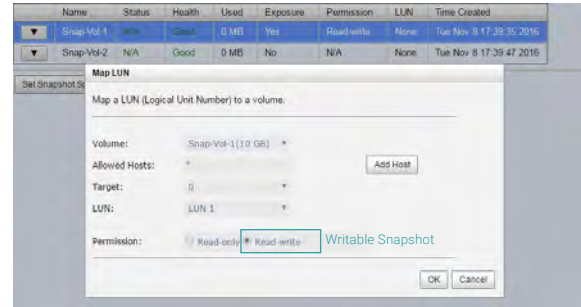 Name Status Health Used Exposure Permission LUN Time Created
Snap-Vol-1 N/A Good 0 MB Yes Read-write None Tue Nov 8 17:39:35 2016
Snap-Vol-2 N/A Good 0 MB No N/A None Tue Nov 8 17:39:47 2016
Set Snapshot Sp
Map LUN
Map a LUN (Logical Unit Number) to a volume.
Volume: Snap-Vol-1(10 GB)
Allowed Hosts: * Add Host
Target: 0
LUN: LUN 1
Permission: Read-only Read-write Writable Snapshot
OK Cancel